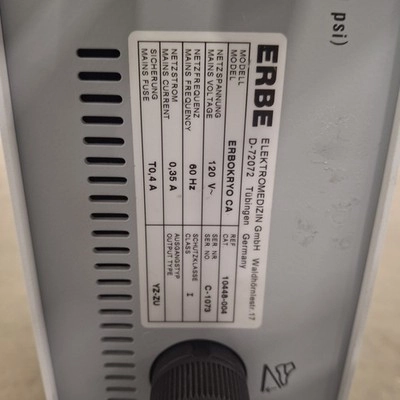 psi)
ERBE
ELEKTROMEDIZIN GmbH Waldhörnlestr 17
D-72072 Tübingen Germany
MODELL
MODEL
ERBOKRYO CA
REF
CAT
10448-004
NETZSPANNUNG
MAINS VOLTAGE
120 V~
SER NR
SER NO.
C-1073
NETZFREQUENZ
MAINS FREQUENCY
60 Hz
SCHUTZKLASSE
CLASS
I
NETZSTROM
MAINS CURRENT
0,35 A
AUSGANGSTYP
OUTPUT TYPE
YZ-ZU
SICHERUNG
MAINS FUSE
T0,4 A